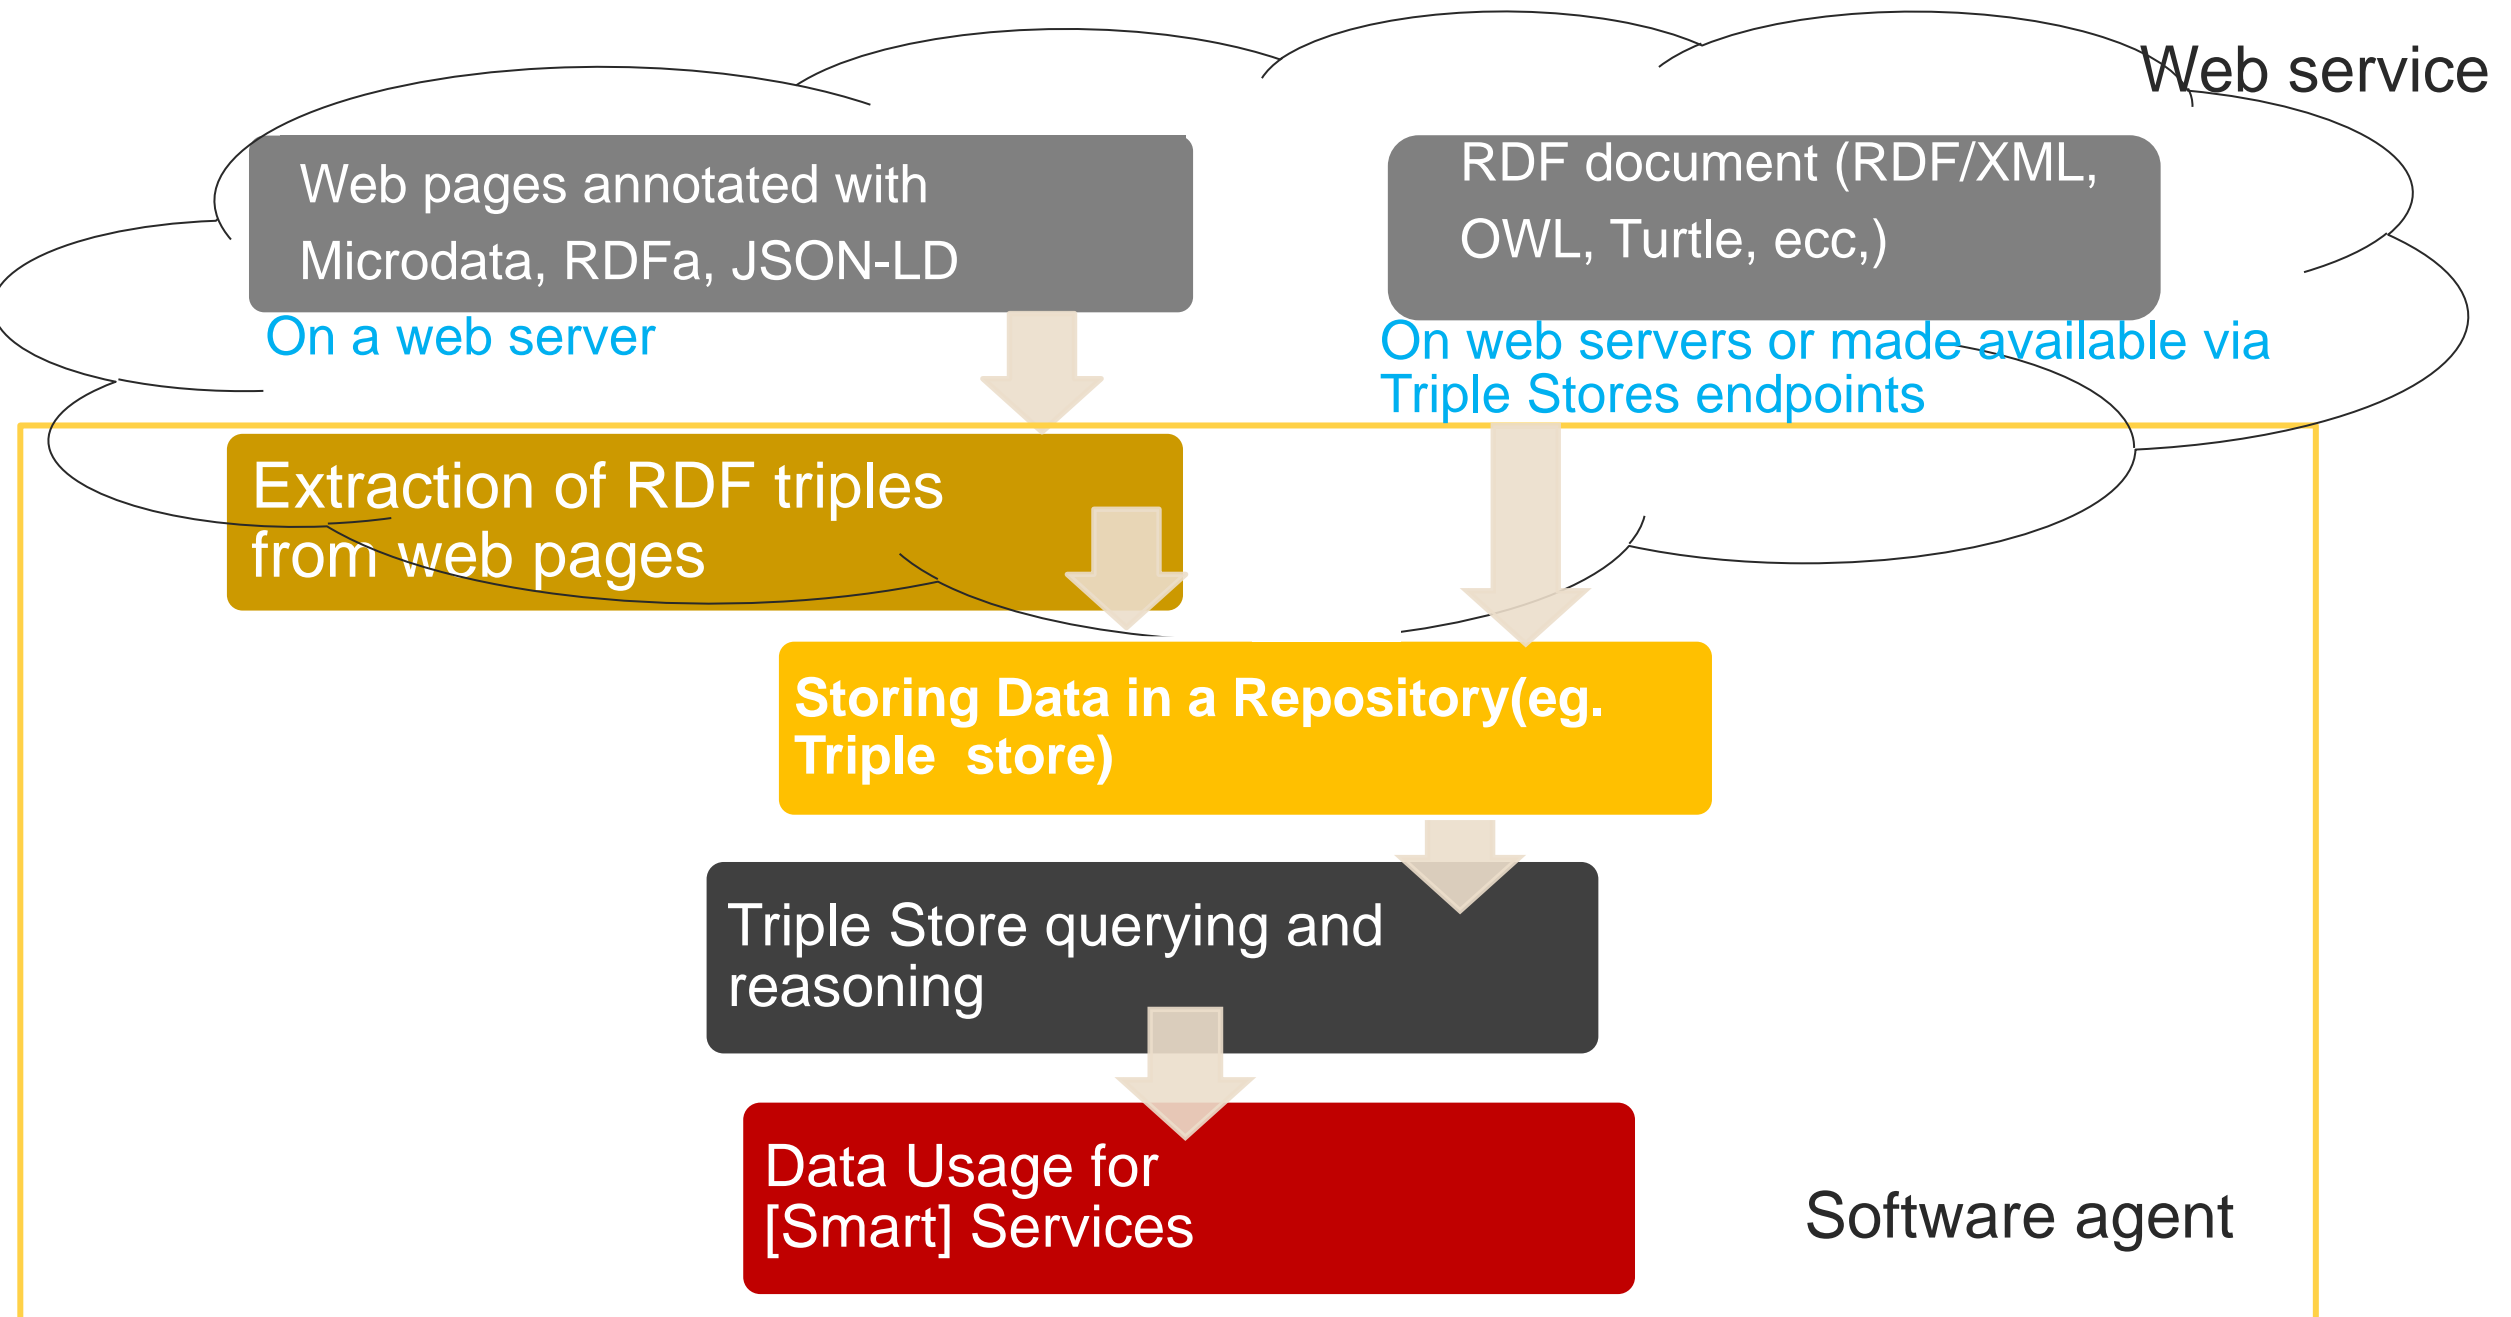 Web service
Web pages annotated with
Microdata, RDFa, JSON-LD
On a web server
RDF document (RDF/XML,
OWL, Turtle, ecc,)
On web servers or made available via
Triple Stores endpoints
Extraction of RDF triples
from web pages
Storing Data in a Repository(eg.
Triple  store)
Triple Store querying and
reasoning
Data Usage for
[Smart] Services
Software agent